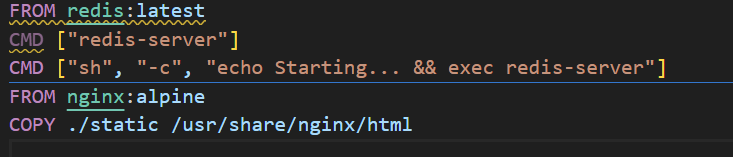 FROM redis:latest
CMD ["redis-server"]
CMD ["sh", "-c", "echo Starting... && exec redis-server"]
FROM nginx:alpine
COPY ./static /usr/share/nginx/html